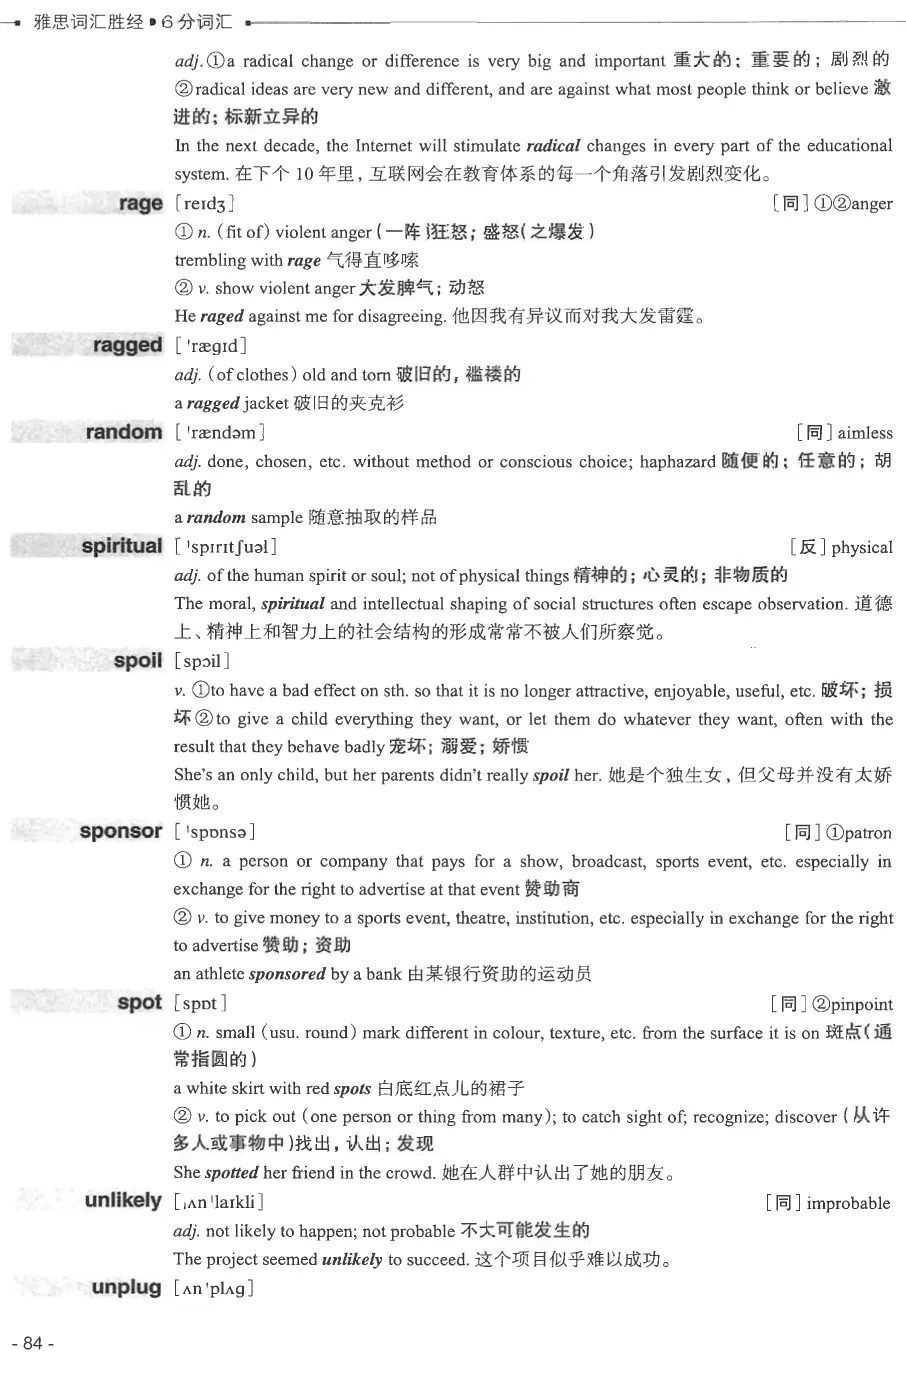 雅思词汇胜经•6分词汇
adj.①a radical change or difference is very big and important 重大的；重要的；剧烈的
②radical ideas are very new and different, and are against what most people think or believe 激
进的；标新立异的
In the next decade, the Internet will stimulate radical changes in every part of the educational
system. 在下个 10 年里，互联网会在教育体系的每一个角落引发剧烈变化。
rage [reɪdʒ] [同]①②anger
① n. (fit of) violent anger (一阵)狂怒；盛怒(之爆发)
trembling with rage 气得直哆嗦
② v. show violent anger 大发脾气；动怒
He raged against me for disagreeing. 他因我有异议而对我大发雷霆。
ragged [ˈræɡɪd]
adj. (of clothes) old and torn 破旧的，褴褛的
a ragged jacket 破旧的夹克衫
random [ˈrændəm] [同] aimless
adj. done, chosen, etc. without method or conscious choice; haphazard 随便的；任意的；胡
乱的
a random sample 随意抽取的样品
spiritual [ˈspɪrɪtʃuəl] [反] physical
adj. of the human spirit or soul; not of physical things 精神的；心灵的；非物质的
The moral, spiritual and intellectual shaping of social structures often escape observation. 道德
上、精神上和智力上的社会结构的形成常常不被人们所察觉。
spoil [spɔil]
v. ①to have a bad effect on sth. so that it is no longer attractive, enjoyable, useful, etc. 破坏；损
坏②to give a child everything they want, or let them do whatever they want, often with the
result that they behave badly 宠坏；溺爱；娇惯
She's an only child, but her parents didn't really spoil her. 她是个独生女，但父母并没有太娇
惯她。
sponsor [ˈspɒnsə] [同]①patron
① n. a person or company that pays for a show, broadcast, sports event, etc. especially in
exchange for the right to advertise at that event 赞助商
② v. to give money to a sports event, theatre, institution, etc. especially in exchange for the right
to advertise 赞助；资助
an athlete sponsored by a bank 由某银行资助的运动员
spot [spɒt] [同]②pinpoint
① n. small (usu. round) mark different in colour, texture, etc. from the surface it is on 斑点(通
常指圆的)
a white skirt with red spots 白底红点儿的裙子
② v. to pick out (one person or thing from many); to catch sight of; recognize; discover (从许
多人或事物中)找出，认出；发现
She spotted her friend in the crowd. 她在人群中认出了她的朋友。
unlikely [ˌʌnˈlaɪkli] [同] improbable
adj. not likely to happen; not probable 不大可能发生的
The project seemed unlikely to succeed. 这个项目似乎难以成功。
unplug [ʌnˈplʌɡ]
- 84 -